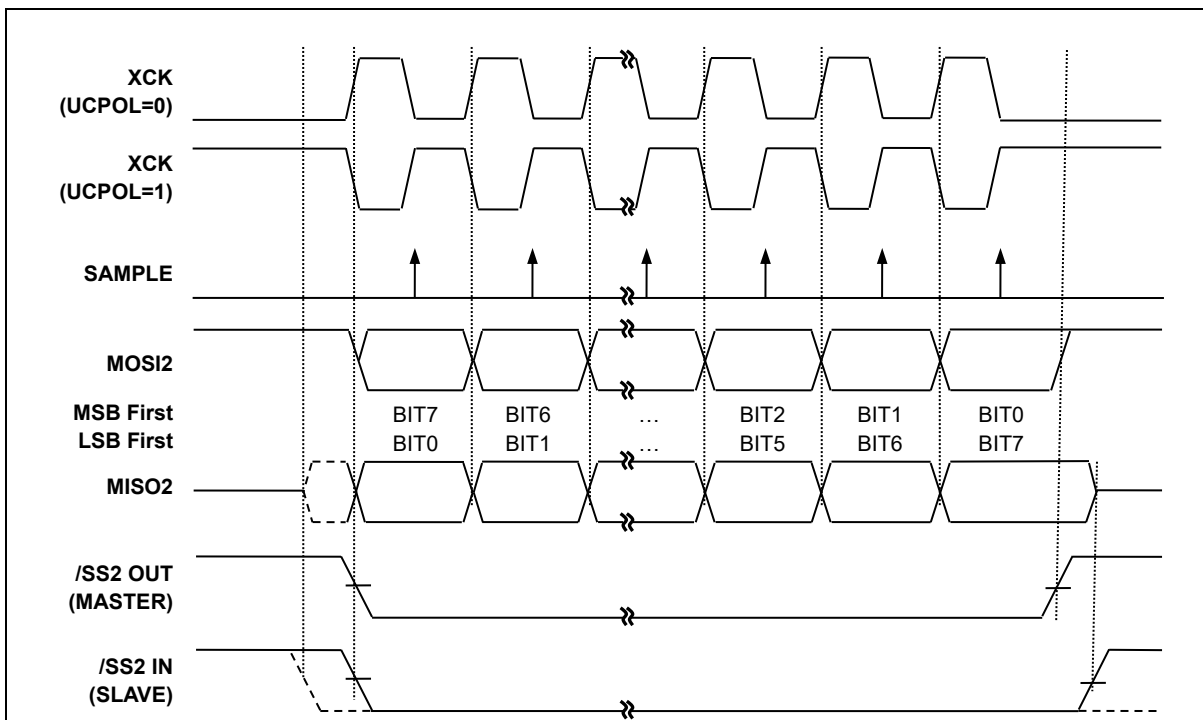 XCK
(UCPOL=0)
XCK
(UCPOL=1)
SAMPLE
MOSI2
MSB First BIT7 BIT6 … BIT2 BIT1 BIT0
LSB First BIT0 BIT1 BIT5 BIT6 BIT7
MISO2
/SS2 OUT
(MASTER)
/SS2 IN
(SLAVE)